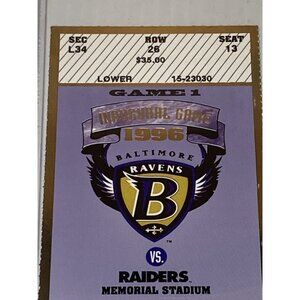 SEC ROW SEAT
L34 26 13
$35.00
LOWER 15-23030
GAME 1
INAUGURAL GAME
1996
BALTIMORE
RAVENS
B
TM
VS.
RAIDERS
MEMORIAL STADIUM